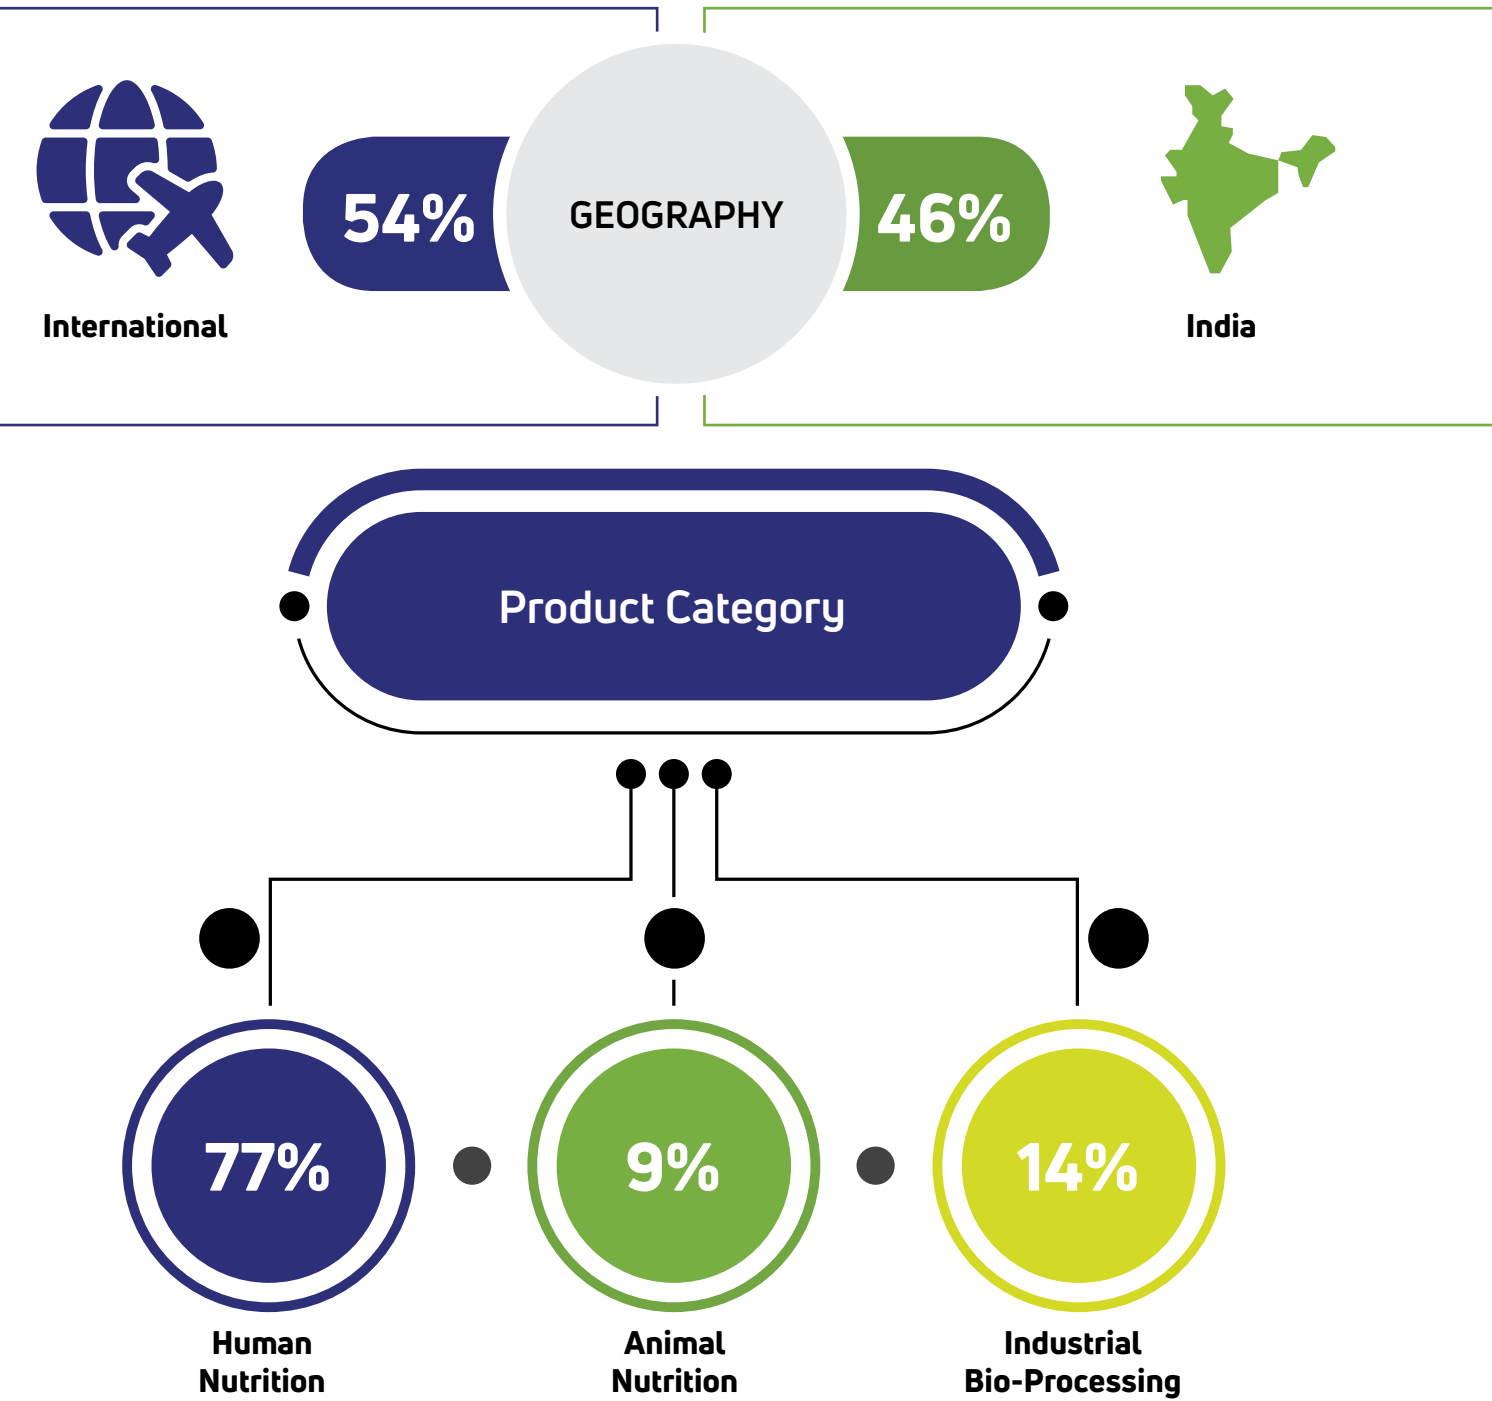 54%
GEOGRAPHY
46%
International
India
Product Category
77%
9%
14%
Human
Nutrition
Animal
Nutrition
Industrial
Bio-Processing